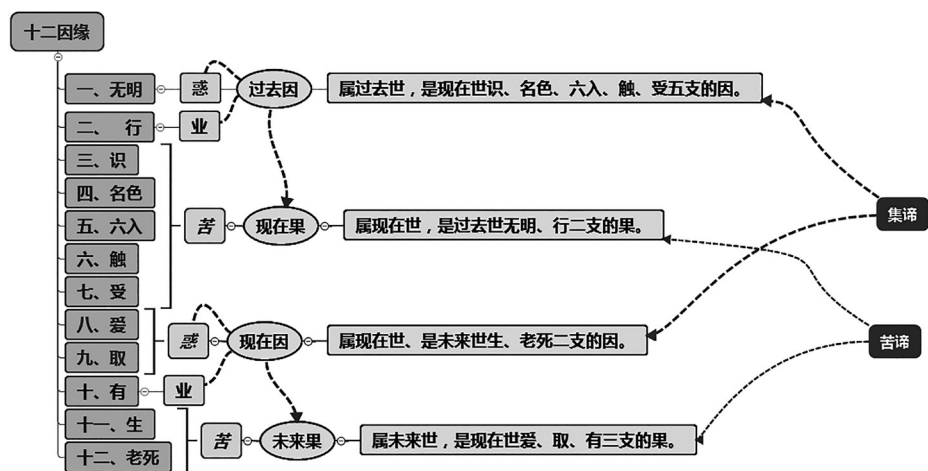 十二因缘
一、无明 惑 过去因 属过去世，是现在世识、名色、六入、触、受五支的因。
二、 行 业
三、识
四、名色
五、六入 苦 现在果 属现在世，是过去世无明、行二支的果。 集谛
六、触
七、受
八、爱
九、取 惑 现在因 属现在世、是未来世生、老死二支的因。 苦谛
十、有 业
十一、生
十二、老死 苦 未来果 属未来世，是现在世爱、取、有三支的果。